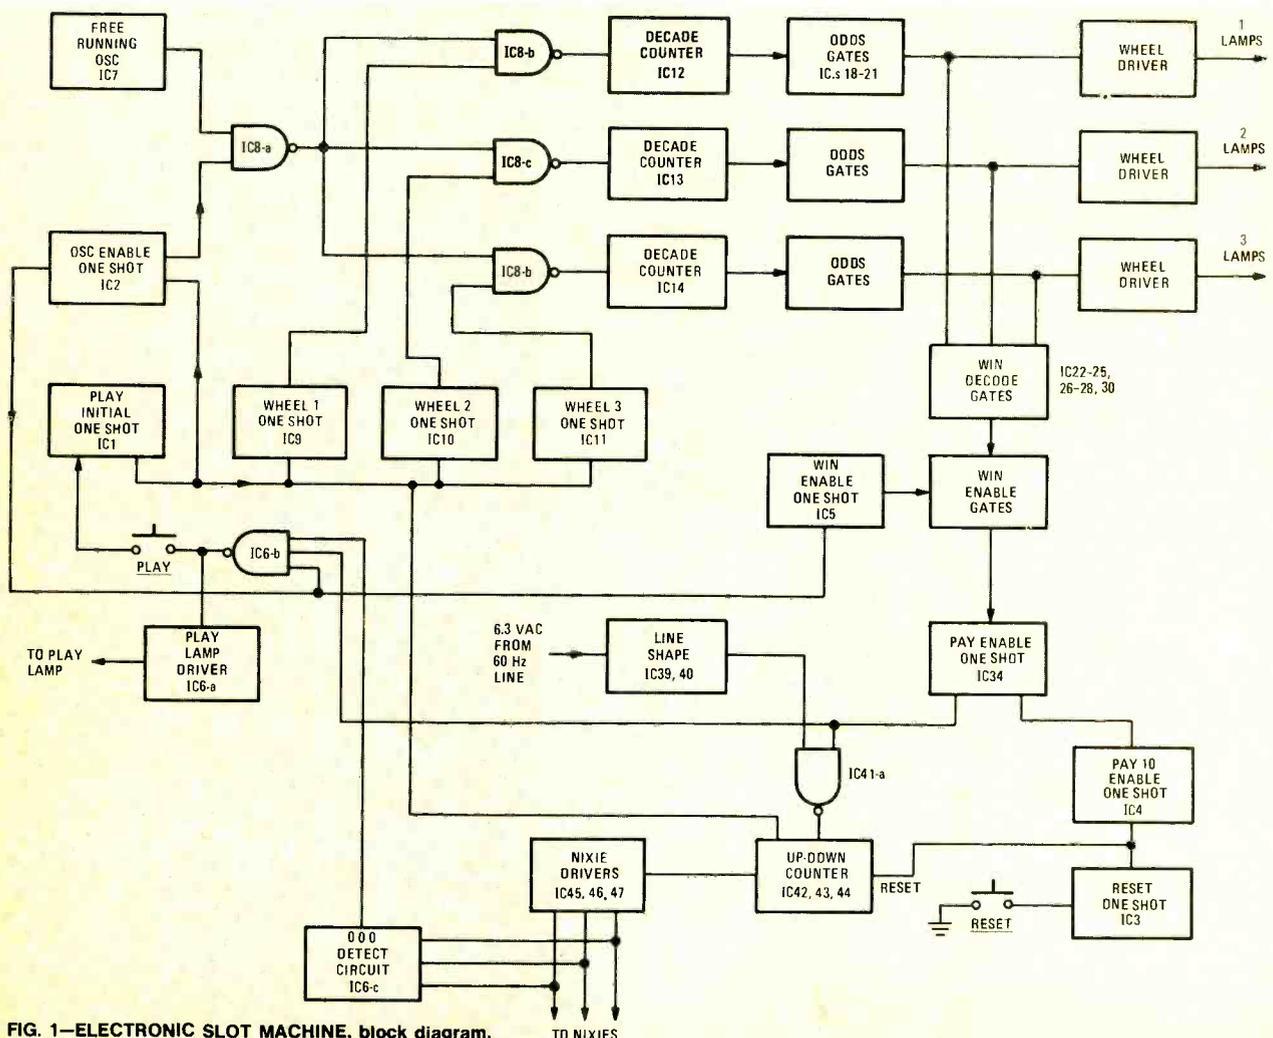 FREE
RUNNING
OSC
IC7
IC8-a
IC8-b
DECADE
COUNTER
IC12
ODDS
GATES
IC.s 18-21
WHEEL
DRIVER
1
LAMPS
IC8-c
DECADE
COUNTER
IC13
ODDS
GATES
WHEEL
DRIVER
2
LAMPS
IC8-b
DECADE
COUNTER
IC14
ODDS
GATES
WHEEL
DRIVER
3
LAMPS
OSC ENABLE
ONE SHOT
IC2
PLAY
INITIAL
ONE SHOT
IC1
WHEEL 1
ONE SHOT
IC9
WHEEL 2
ONE SHOT
IC10
WHEEL 3
ONE SHOT
IC11
WIN
DECODE
GATES
IC22-25,
26-28, 30
WIN
ENABLE
ONE SHOT
IC5
WIN
ENABLE
GATES
PLAY
IC6-b
TO PLAY
LAMP
PLAY
LAMP
DRIVER
IC6-a
6.3 VAC
FROM
60 Hz
LINE
LINE
SHAPE
IC39, 40
PAY ENABLE
ONE SHOT
IC34
IC41-a
PAY 10
ENABLE
ONE SHOT
IC4
NIXIE
DRIVERS
IC45, 46, 47
UP-DOWN
COUNTER
IC42, 43, 44
RESET
RESET
RESET
ONE SHOT
IC3
0 0 0
DETECT
CIRCUIT
IC6-c
TO NIXIES
FIG. 1—ELECTRONIC SLOT MACHINE, block diagram.